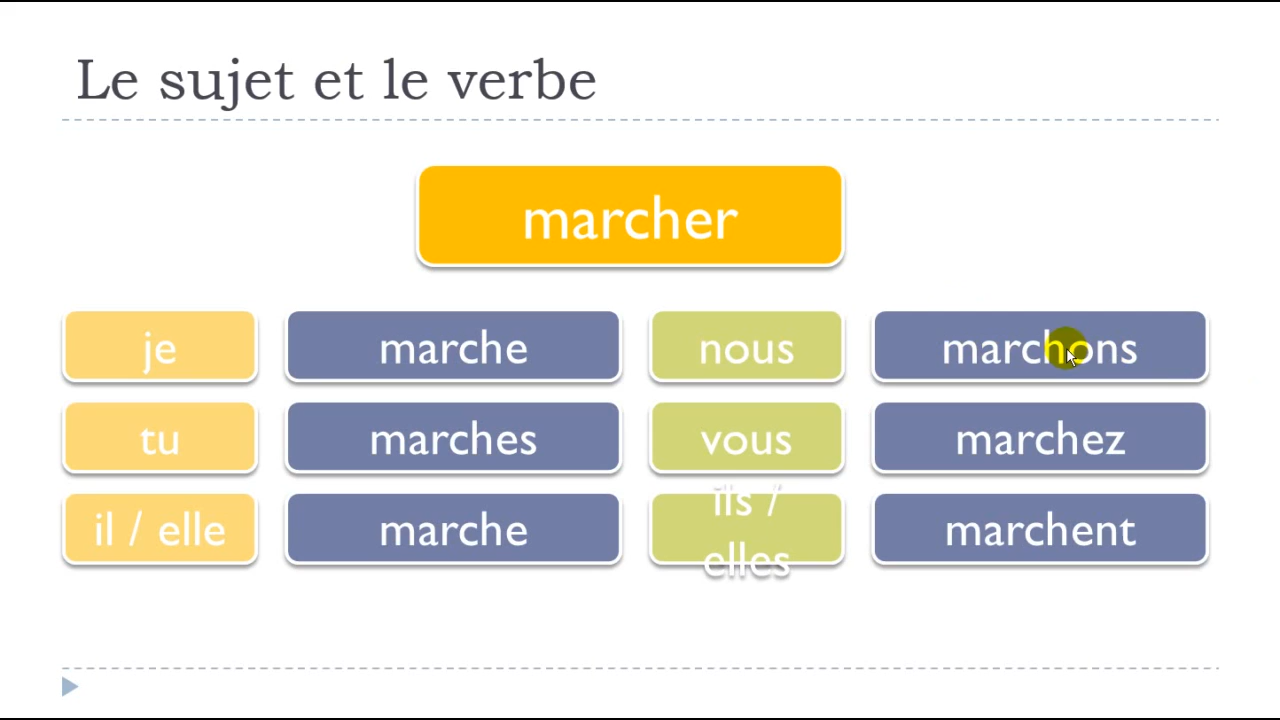 Le sujet et le verbe
marcher
je marche nous marchons
tu marches vous marchez
il / elle marche ils / elles marchent